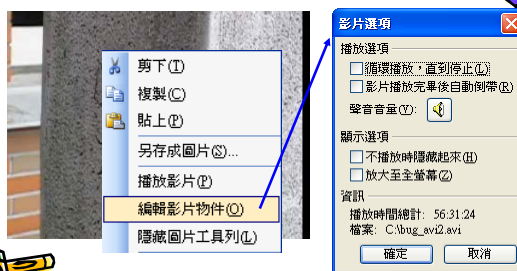 剪下(T)
複製(C)
貼上(P)
另存成圖片(S)...
播放影片(P)
編輯影片物件(O)
隱藏圖片工具列(L)
影片選項
播放選項
循環播放，直到停止(L)
影片播放完畢後自動倒帶(R)
聲音音量(V):
顯示選項
不播放時隱藏起來(H)
放大至全螢幕(Z)
資訊
播放時間總計: 56:31:24
檔案: C:\bug_avi2.avi
確定
取消